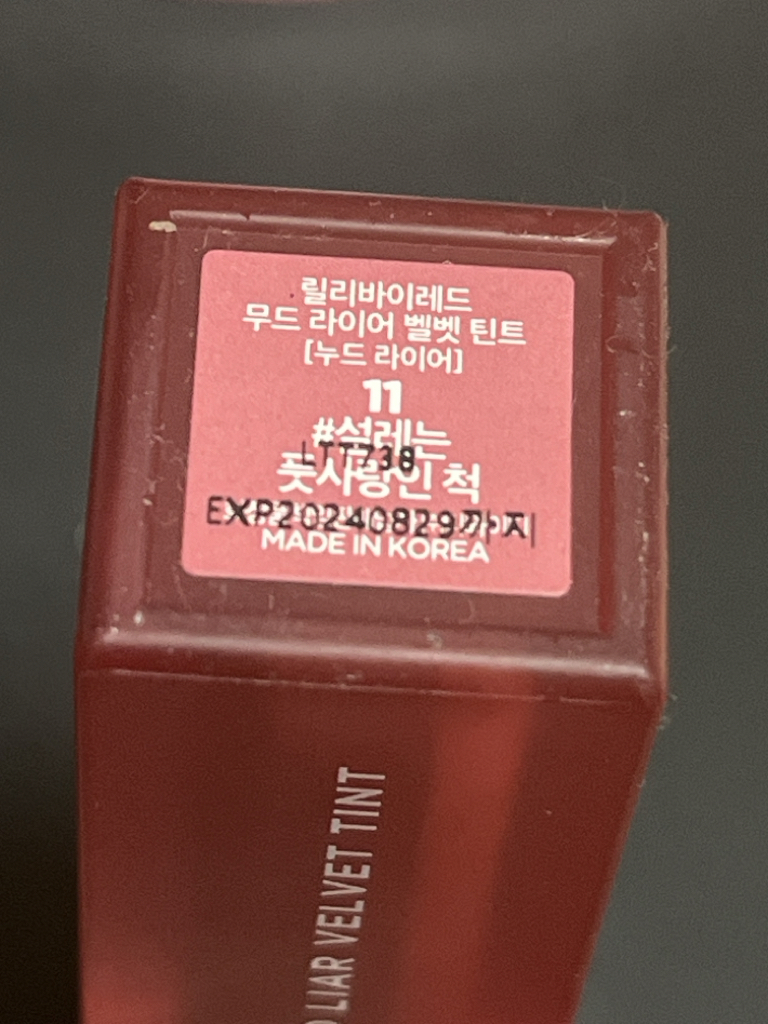 릴리바이레드
무드 라이어 벨벳 틴트
[누드 라이어]
11
#설레는
LTT738
풋사랑인 척
EXP20240829까지
MADE IN KOREA
LIAR VELVET TINT